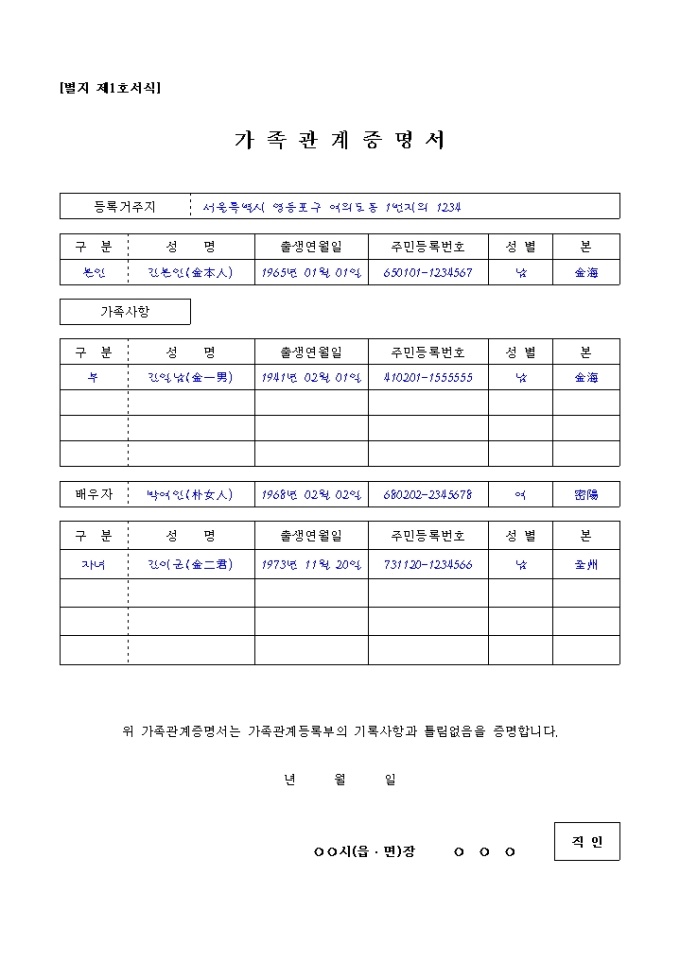 [별지 제1호서식]
가 족 관 계 증 명 서
등록거주지 서울특별시 영등포구 여의도동 1번지의 1234
구 분 성 명 출생연월일 주민등록번호 성 별 본
본인 김본인(金本人) 1965년 01월 01일 650101-1234567 남 金海
가족사항
구 분 성 명 출생연월일 주민등록번호 성 별 본
부 김일남(金一男) 1941년 02월 01일 410201-1555555 남 金海
배우자 박여인(朴女人) 1968년 02월 02일 680202-2345678 여 密陽
구 분 성 명 출생연월일 주민등록번호 성 별 본
자녀 김이군(金二君) 1973년 11월 20일 731120-1234566 남 全州
위 가족관계증명서는 가족관계등록부의 기록사항과 틀림없음을 증명합니다.
년 월 일
직 인
○○시(읍·면)장 ○ ○ ○